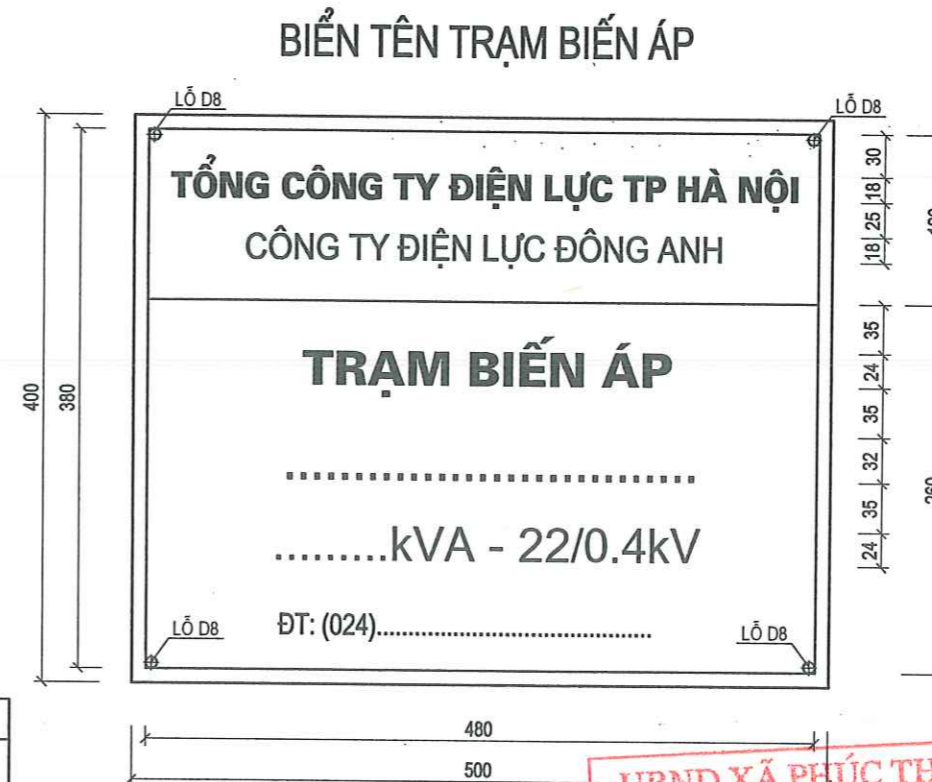 BIỂN TÊN TRẠM BIẾN ÁP
LỖ D8
LỖ D8
TỔNG CÔNG TY ĐIỆN LỰC TP HÀ NỘI
CÔNG TY ĐIỆN LỰC ĐÔNG ANH
TRẠM BIẾN ÁP
.............................
.........kVA - 22/0.4kV
ĐT: (024).......................................
LỖ D8
LỖ D8
400
380
30
18
25
18
35
24
35
32
35
24
260
480
500
UBND XÃ PHÚC TH